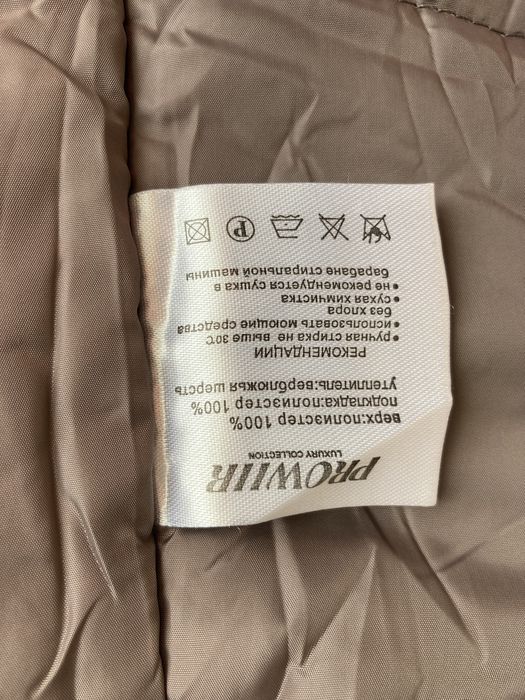 PROWIIR
LUXURY COLLECTION
верх:полиэстер 100%
подкладка:полиэстер 100%
утеплитель:верблюжья шерсть
РЕКОМЕНДАЦИИ
• ручная стирка не выше 30С
• использовать моющие средства
без хлора
• сухая химчистка
• не рекомендуется сушка в
барабане стиральной машины
P